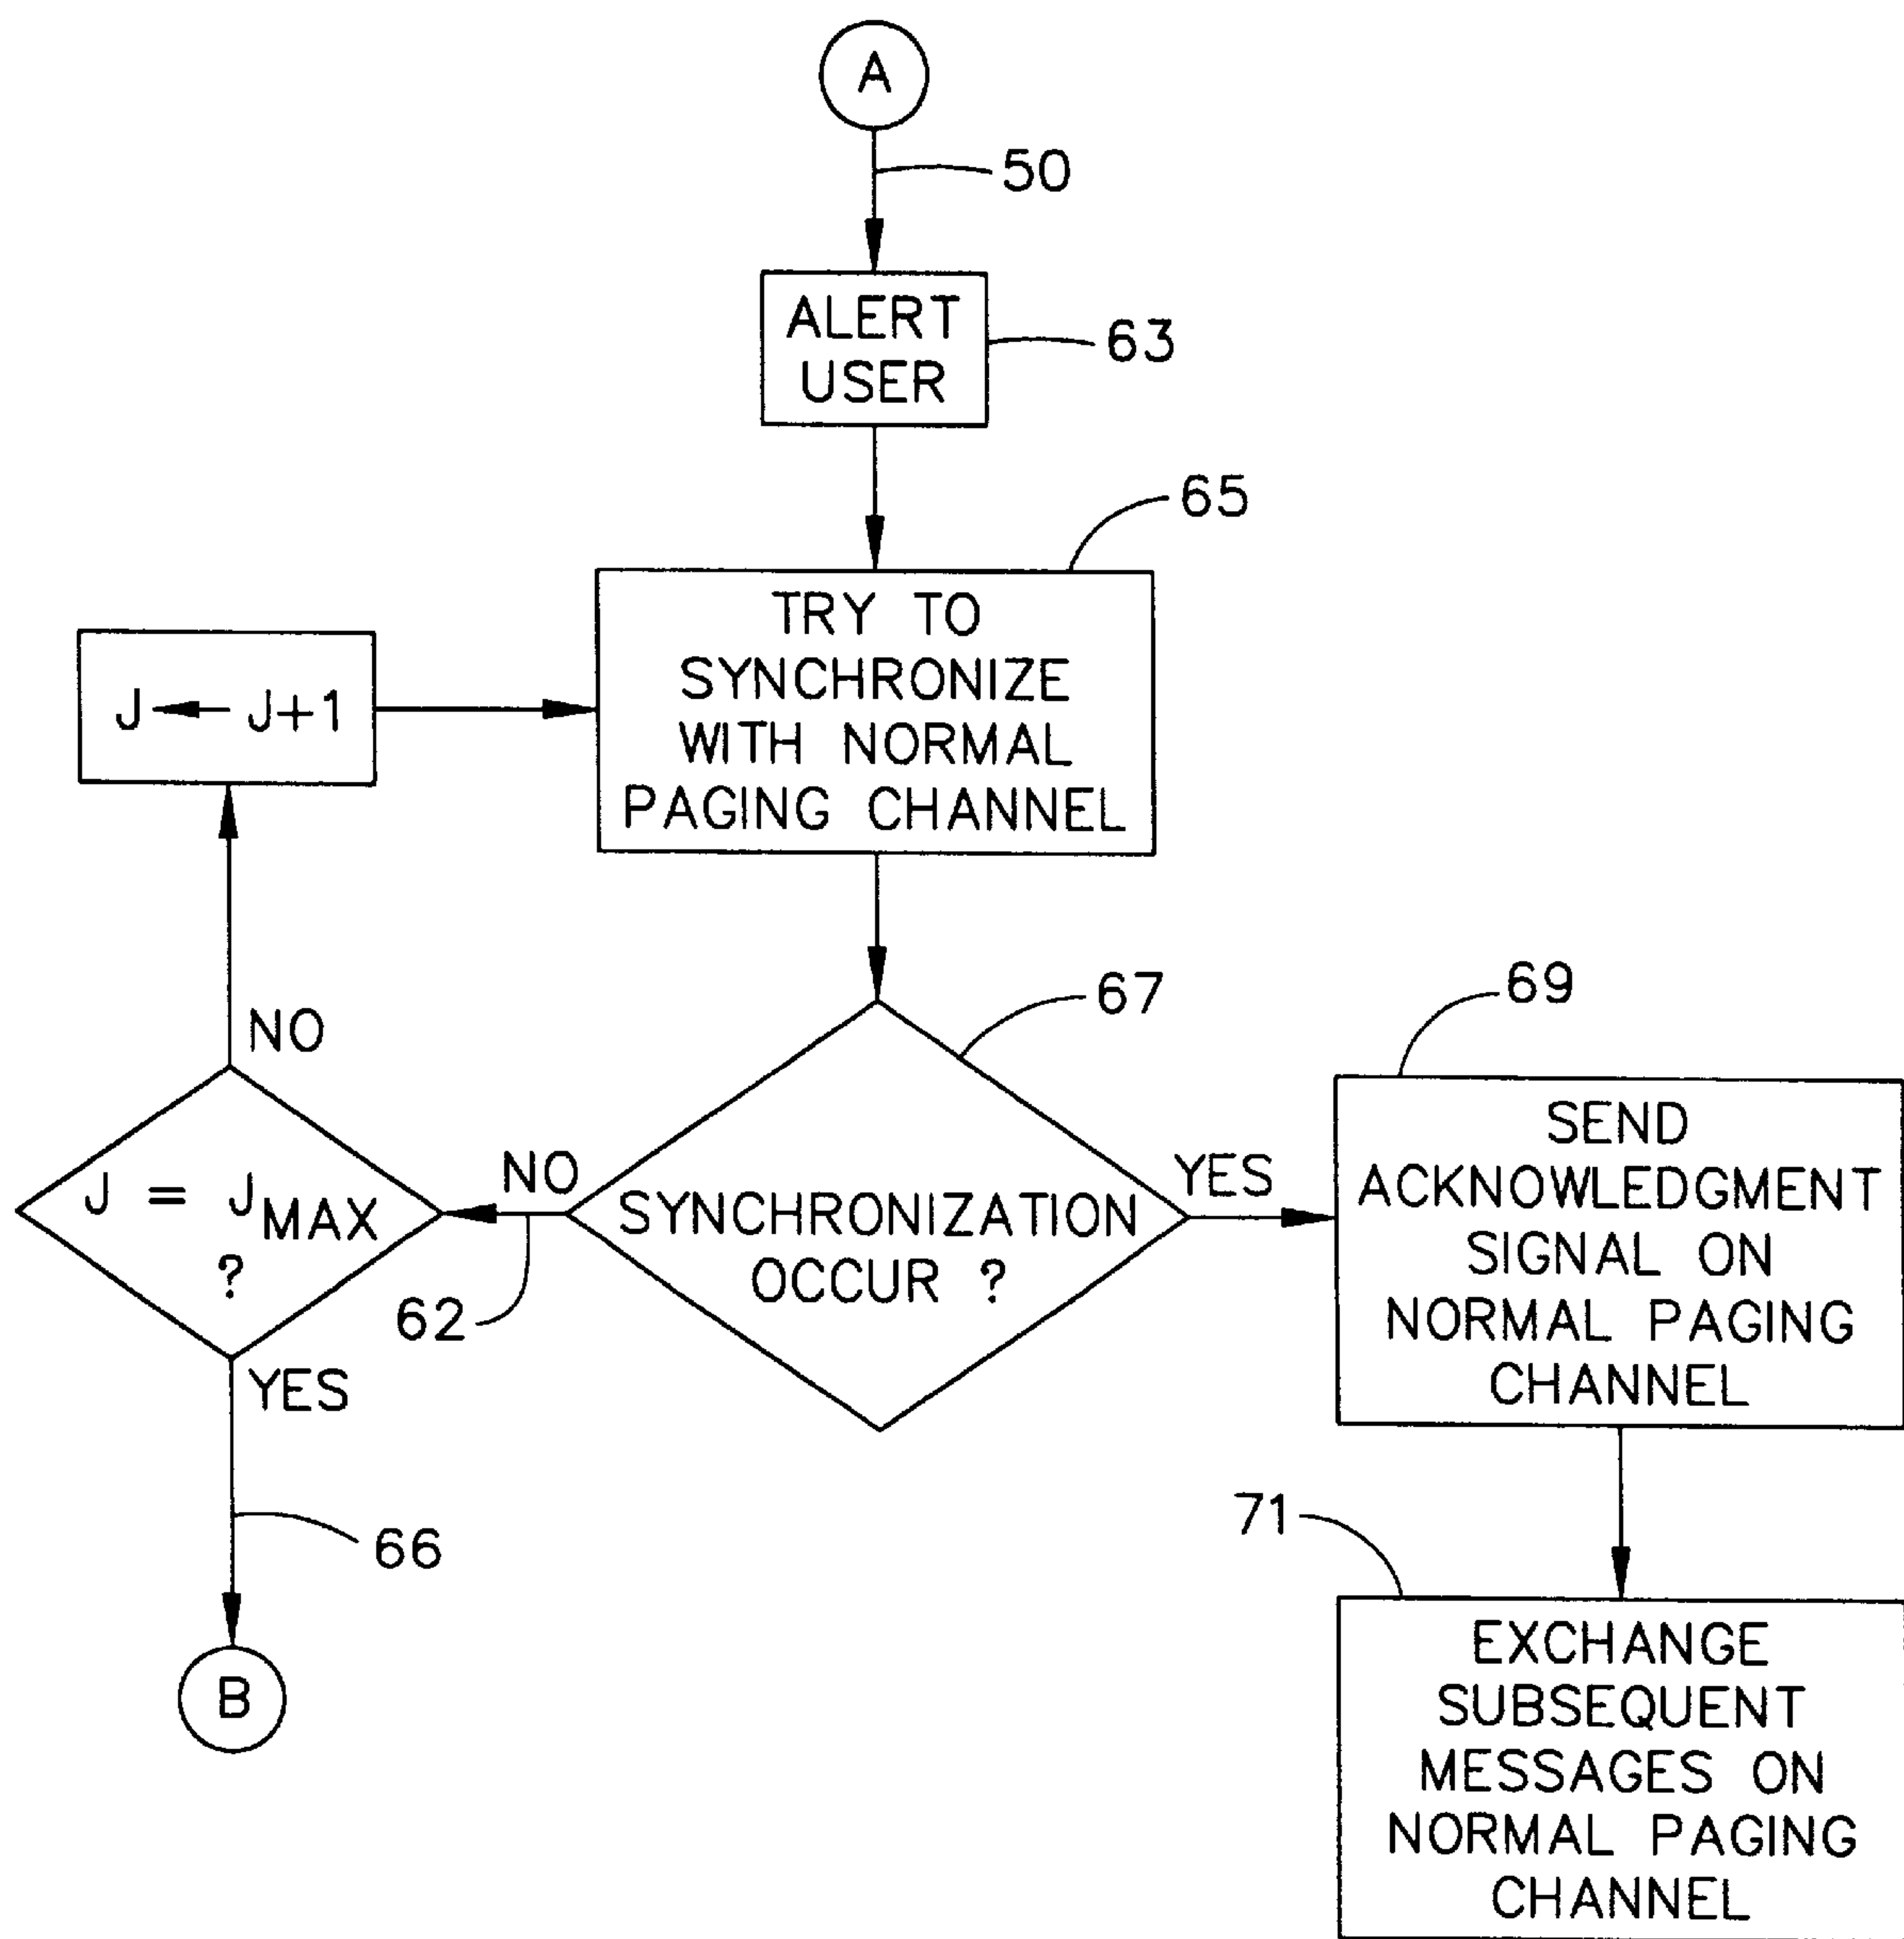 A
50
ALERT
USER
63
65
TRY TO
SYNCHRONIZE
WITH NORMAL
PAGING CHANNEL
J ← J+1
67
SYNCHRONIZATION
OCCUR ?
NO
62
J = JMAX
?
NO
YES
66
B
YES
69
SEND
ACKNOWLEDGMENT
SIGNAL ON
NORMAL PAGING
CHANNEL
71
EXCHANGE
SUBSEQUENT
MESSAGES ON
NORMAL PAGING
CHANNEL